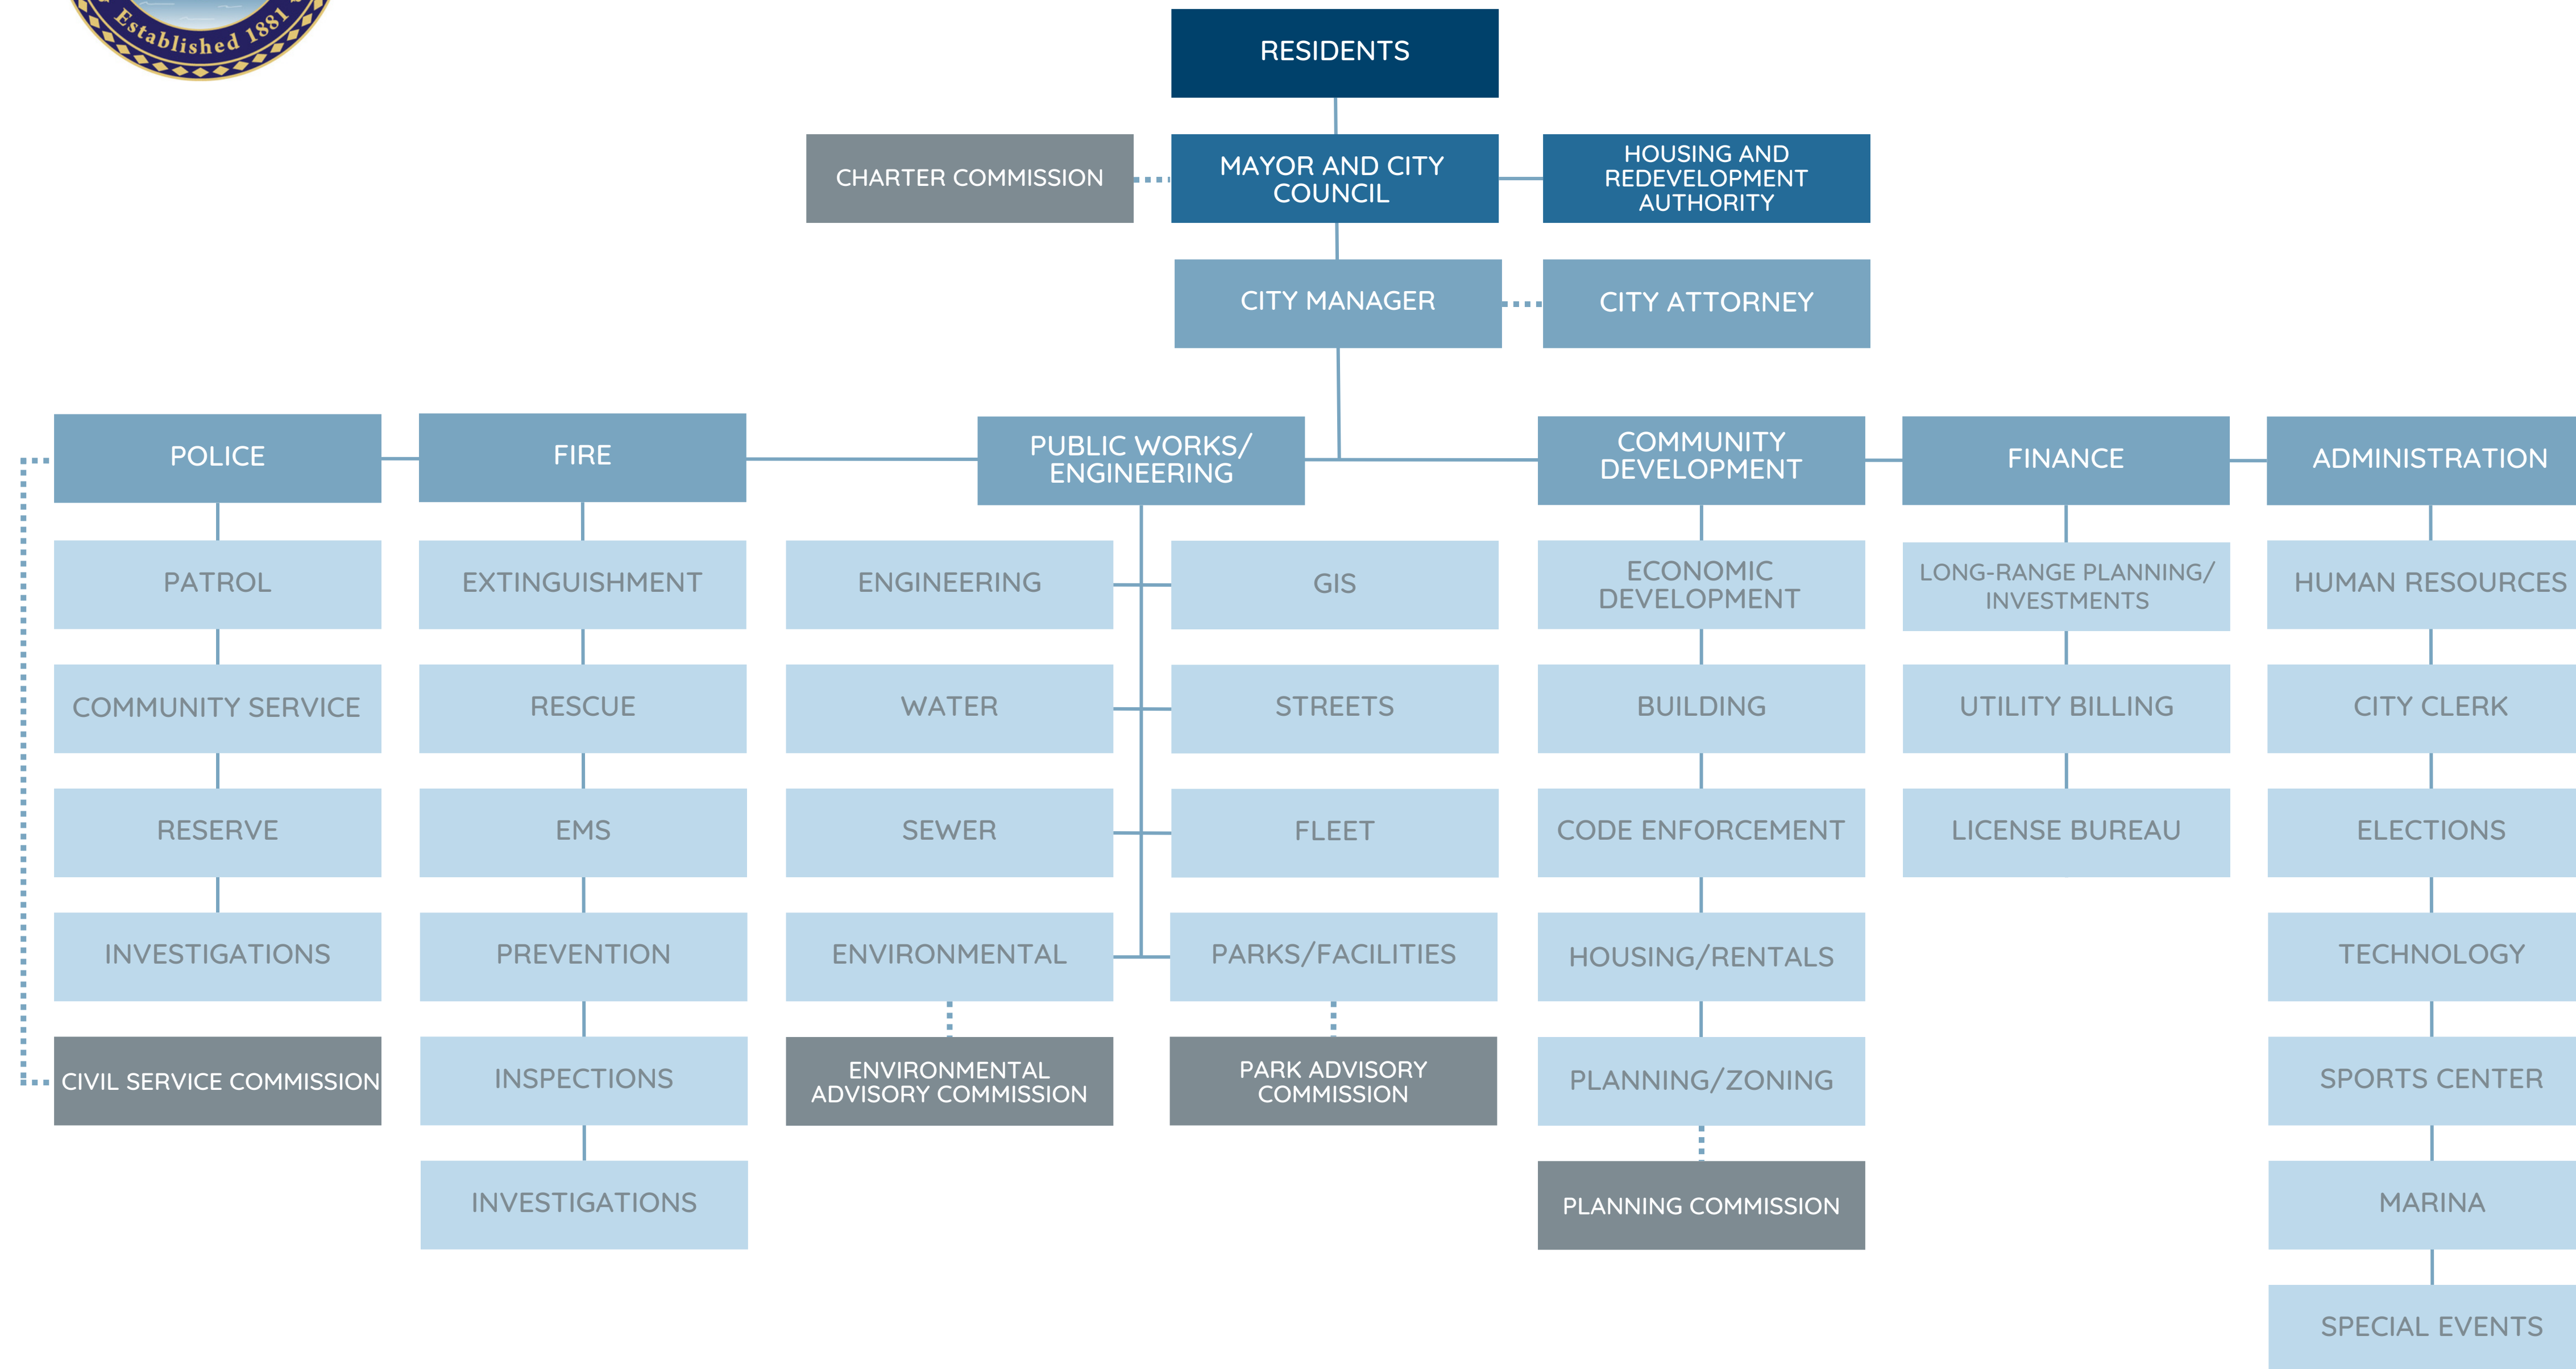 Established 1881
RESIDENTS
CHARTER COMMISSION
MAYOR AND CITY
COUNCIL
HOUSING AND
REDEVELOPMENT
AUTHORITY
CITY MANAGER
CITY ATTORNEY
POLICE
FIRE
PUBLIC WORKS/
ENGINEERING
COMMUNITY
DEVELOPMENT
FINANCE
ADMINISTRATION
PATROL
COMMUNITY SERVICE
RESERVE
INVESTIGATIONS
CIVIL SERVICE COMMISSION
EXTINGUISHMENT
RESCUE
EMS
PREVENTION
INSPECTIONS
INVESTIGATIONS
ENGINEERING
WATER
SEWER
ENVIRONMENTAL
ENVIRONMENTAL
ADVISORY COMMISSION
GIS
STREETS
FLEET
PARKS/FACILITIES
PARK ADVISORY
COMMISSION
ECONOMIC
DEVELOPMENT
BUILDING
CODE ENFORCEMENT
HOUSING/RENTALS
PLANNING/ZONING
PLANNING COMMISSION
LONG-RANGE PLANNING/
INVESTMENTS
UTILITY BILLING
LICENSE BUREAU
HUMAN RESOURCES
CITY CLERK
ELECTIONS
TECHNOLOGY
SPORTS CENTER
MARINA
SPECIAL EVENTS